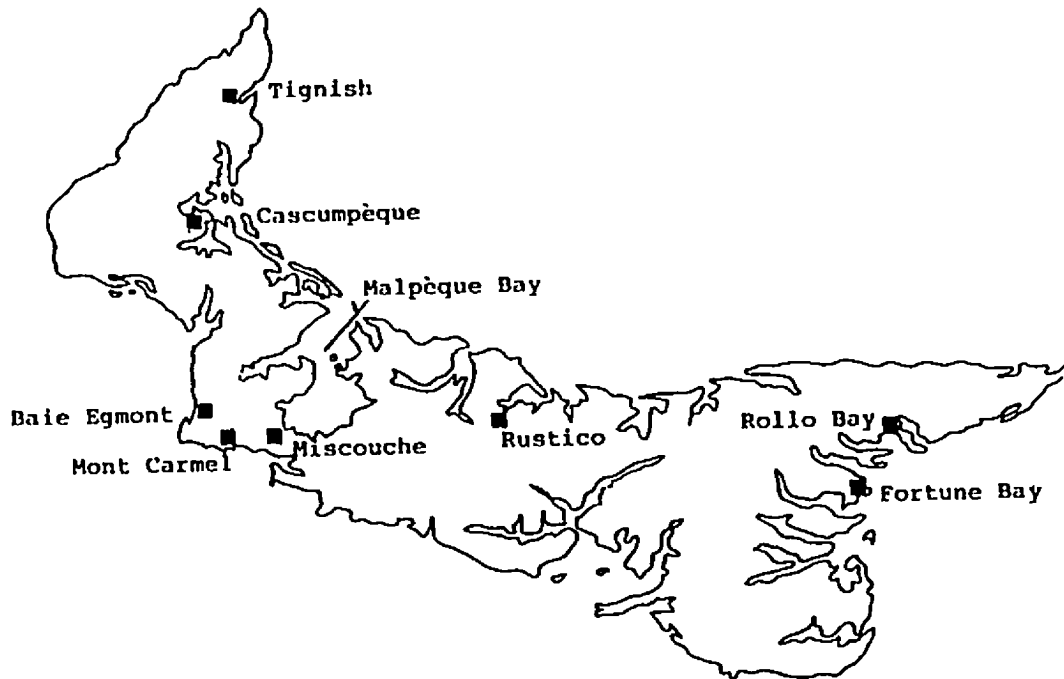 Tignish
Cascumpèque
Malpèque Bay
Baie Egmont
Mont Carmel
Miscouche
Rustico
Rollo Bay
Fortune Bay